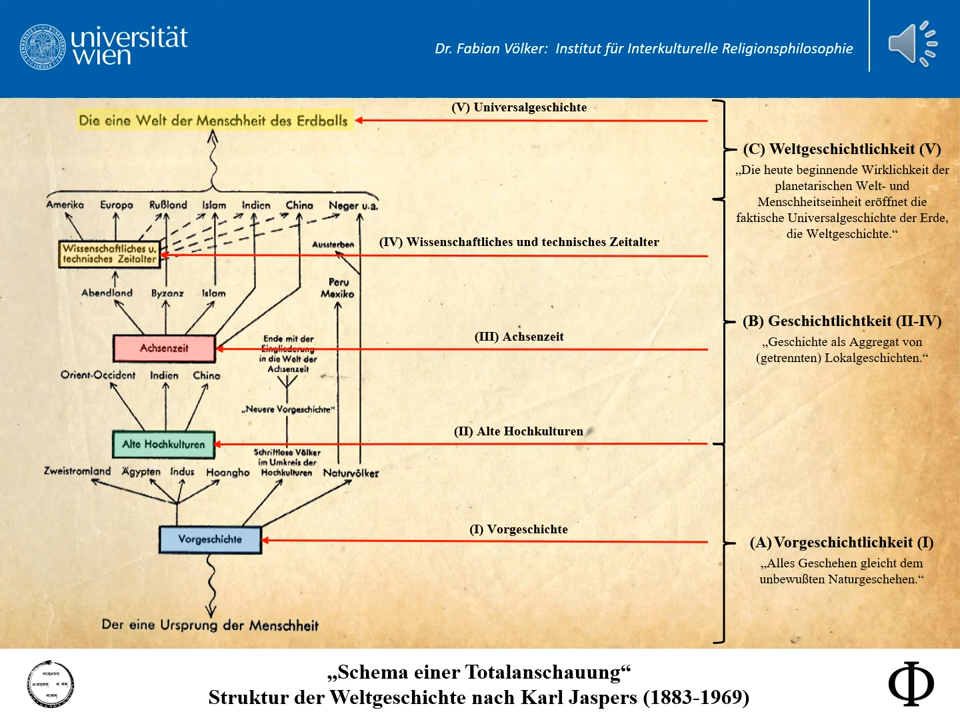 universität
wien
Dr. Fabian Völker: Institut für Interkulturelle Religionsphilosophie
Die eine Welt der Menschheit des Erdballs
(V) Universalgeschichte
(C) Weltgeschichtlichkeit (V)
„Die heute beginnende Wirklichkeit der
planetarischen Welt- und
Menschheitseinheit eröffnet die
faktische Universalgeschichte der Erde,
die Weltgeschichte.“
Amerika Europa Rußland Islam Indien China Neger u.a.
Wissenschaftliches u.
technisches Zeitalter
Aussterben
(IV) Wissenschaftliches und technisches Zeitalter
Peru
Mexiko
Abendland Byzanz Islam
(B) Geschichtlichtkeit (II-IV)
„Geschichte als Aggregat von
(getrennten) Lokalgeschichten.“
Achsenzeit
(III) Achsenzeit
Ende mit der
Eingliederung
in die Welt der
Achsenzeit
Orient-Occident Indien China
„Neuere Vorgeschichte“
Alte Hochkulturen
(II) Alte Hochkulturen
Schriftlose Völker
im Umkreis der
Hochkulturen
Zweistromland Ägypten Indus Hoangho
Naturvölker
Vorgeschichte
(I) Vorgeschichte
(A) Vorgeschichtlichkeit (I)
„Alles Geschehen gleicht dem
unbewußten Naturgeschehen.“
Der eine Ursprung der Menschheit
„Schema einer Totalanschauung“
Struktur der Weltgeschichte nach Karl Jaspers (1883-1969)
Φ